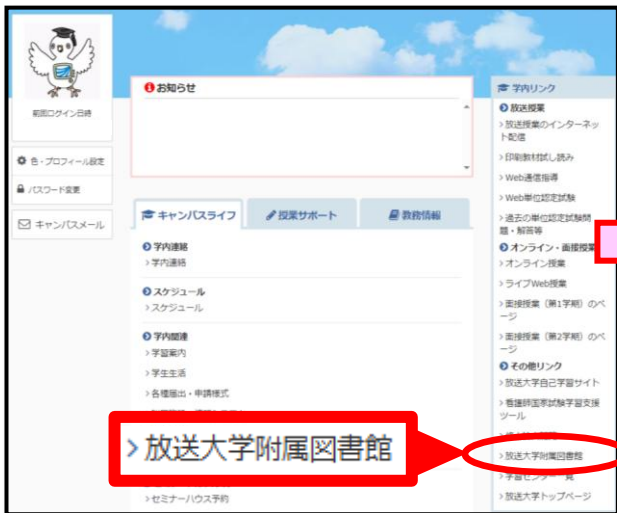 前回ログイン日時
色・プロフィール設定
パスワード変更
キャンパスメール
お知らせ
キャンパスライフ
授業サポート
教務情報
学内連絡
>学内連絡
スケジュール
>スケジュール
学内関連
>学習案内
>学生生活
>各種届出・申請様式
>放送大学附属図書館
>セミナーハウス予約
学内リンク
放送授業
>放送授業のインターネッ
ト配信
>印刷教材試し読み
>Web通信指導
>Web単位認定試験
>過去の単位認定試験問
題・解答等
オンライン・面接授業
>オンライン授業
>ライブWeb授業
>面接授業（第1学期）のペ
ージ
>面接授業（第2学期）のペ
ージ
その他リンク
>放送大学自己学習サイト
>看護師国家試験学習支援
ツール
>放送大学附属図書館
>学習センター一覧
>放送大学トップページ